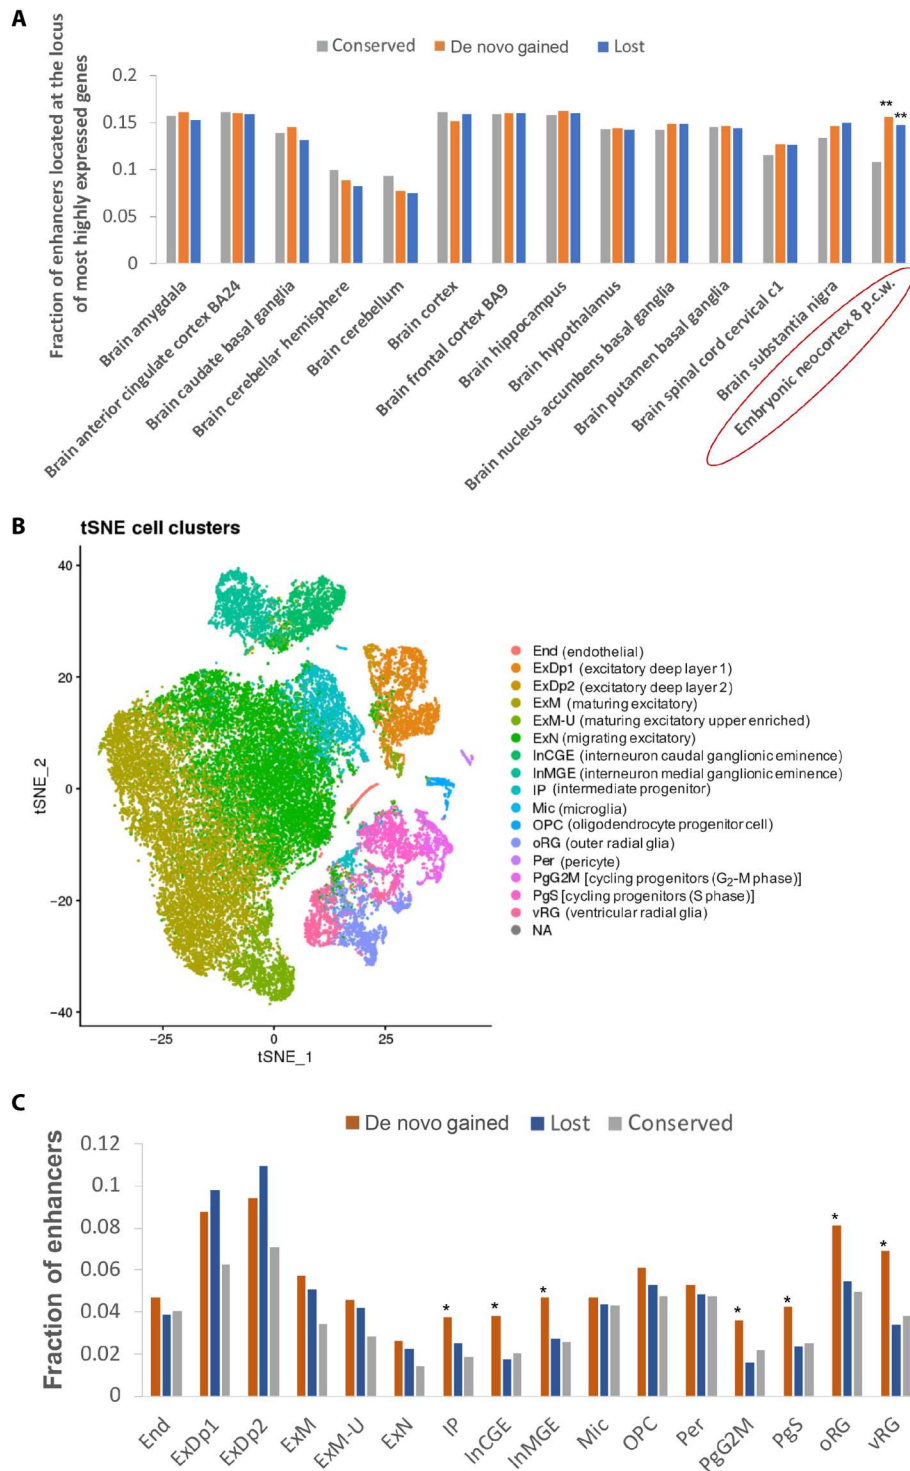 A
Conserved De novo gained Lost
Fraction of enhancers located at the locus
of most highly expressed genes
0.2
0.15
0.1
0.05
0
**
**
Brain amygdala
Brain anterior cingulate cortex BA24
Brain caudate basal ganglia
Brain cerebellar hemisphere
Brain cerebellum
Brain cortex
Brain frontal cortex BA9
Brain hippocampus
Brain hypothalamus
Brain nucleus accumbens basal ganglia
Brain putamen basal ganglia
Brain spinal cord cervical c1
Brain substantia nigra
Embryonic neocortex 8 p.c.w.
B
tSNE cell clusters
tSNE_2
40
20
0
−20
−40
−25 0 25
tSNE_1
End (endothelial)
ExDp1 (excitatory deep layer 1)
ExDp2 (excitatory deep layer 2)
ExM (maturing excitatory)
ExM-U (maturing excitatory upper enriched)
ExN (migrating excitatory)
InCGE (interneuron caudal ganglionic eminence)
InMGE (interneuron medial ganglionic eminence)
IP (intermediate progenitor)
Mic (microglia)
OPC (oligodendrocyte progenitor cell)
oRG (outer radial glia)
Per (pericyte)
PgG2M [cycling progenitors (G₂-M phase)]
PgS [cycling progenitors (S phase)]
vRG (ventricular radial glia)
NA
C
De novo gained Lost Conserved
Fraction of enhancers
0.12
0.1
0.08
0.06
0.04
0.02
0
* * * * * * *
End
ExDp1
ExDp2
ExM
ExM-U
ExN
IP
InCGE
InMGE
Mic
OPC
Per
PgG2M
PgS
oRG
vRG